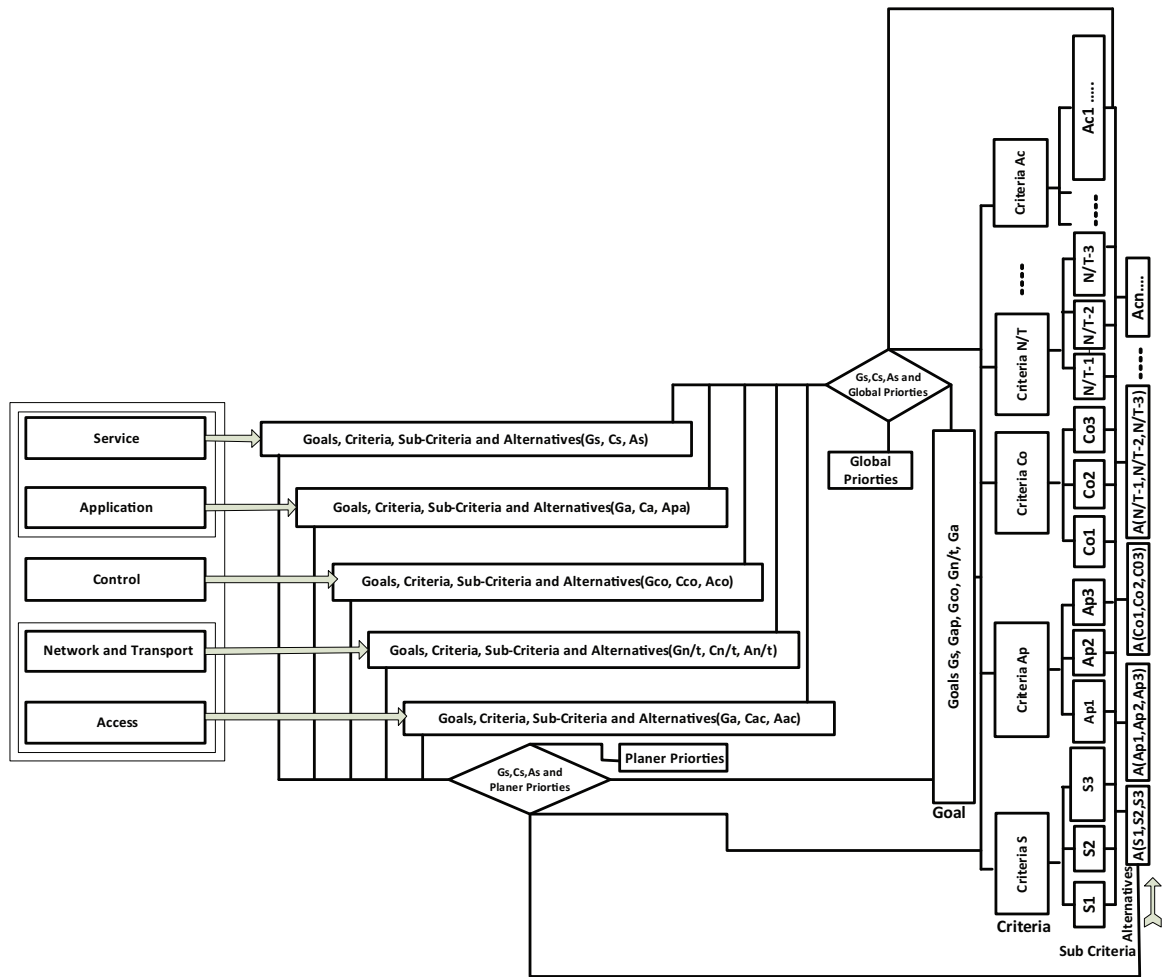 Service
Application
Control
Network and Transport
Access
Goals, Criteria, Sub-Criteria and Alternatives(Gs, Cs, As)
Goals, Criteria, Sub-Criteria and Alternatives(Ga, Ca, Apa)
Goals, Criteria, Sub-Criteria and Alternatives(Gco, Cco, Aco)
Goals, Criteria, Sub-Criteria and Alternatives(Gn/t, Cn/t, An/t)
Goals, Criteria, Sub-Criteria and Alternatives(Ga, Cac, Aac)
Gs,Cs,As and
Planer Priorties
Planer Priorties
Gs,Cs,As and
Global Priorties
Global
Priorties
Goals Gs, Gap, Gco, Gn/t, Ga
Goal
Criteria S
Criteria Ap
Criteria Co
Criteria N/T
----
Criteria Ac
Criteria
S1
S2
S3
Ap1
Ap2
Ap3
Co1
Co2
Co3
N/T-1
N/T-2
N/T-3
----
Ac1 ......
Sub Criteria
A(S1,S2,S3
A(Ap1,Ap2,Ap3)
A(Co1,Co2,C03)
A(N/T-1,N/T-2,N/T-3)
----
Acn....
Alternatives